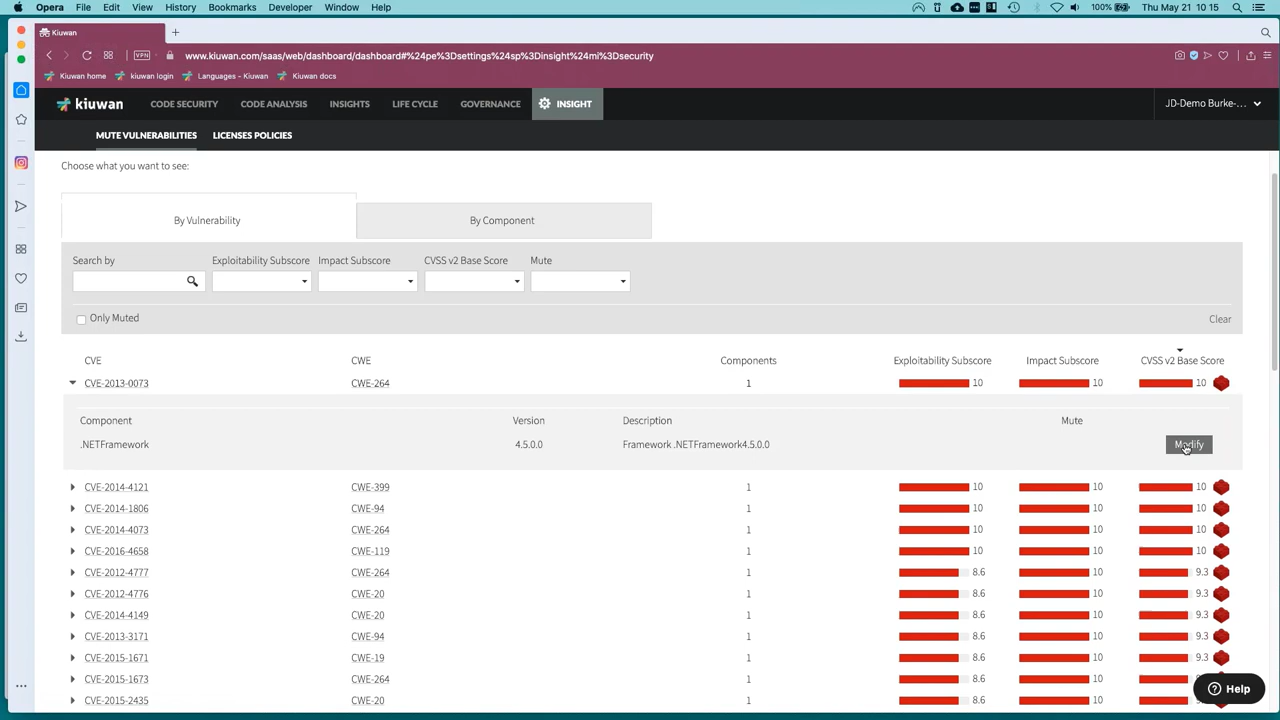 Opera File Edit View History Bookmarks Developer Window Help 100% Thu May 21 10 15
Kiuwan
VPN www.kiuwan.com/saas/web/dashboard/dashboard#%24pe%3Dsettings%24sp%3Dinsight%24mi%3Dsecurity
Kiuwan home kiuwan login Languages - Kiuwan Kiuwan docs
kiuwan CODE SECURITY CODE ANALYSIS INSIGHTS LIFE CYCLE GOVERNANCE INSIGHT JD-Demo Burke-...
MUTE VULNERABILITIES LICENSES POLICIES
Choose what you want to see:
By Vulnerability By Component
Search by Exploitability Subscore Impact Subscore CVSS v2 Base Score Mute
Only Muted Clear
CVE CWE Components Exploitability Subscore Impact Subscore CVSS v2 Base Score
CVE-2013-0073 CWE-264 1 10 10 10
Component Version Description Mute
.NETFramework 4.5.0.0 Framework .NETFramework4.5.0.0 Modify
CVE-2014-4121 CWE-399 1 10 10 10
CVE-2014-1806 CWE-94 1 10 10 10
CVE-2014-4073 CWE-264 1 10 10 10
CVE-2016-4658 CWE-119 1 10 10 10
CVE-2012-4777 CWE-264 1 8.6 10 9.3
CVE-2012-4776 CWE-20 1 8.6 10 9.3
CVE-2014-4149 CWE-20 1 8.6 10 9.3
CVE-2013-3171 CWE-94 1 8.6 10 9.3
CVE-2015-1671 CWE-19 1 8.6 10 9.3
CVE-2015-1673 CWE-264 1 8.6 10
CVE-2015-2435 CWE-20 1 8.6 10
Help